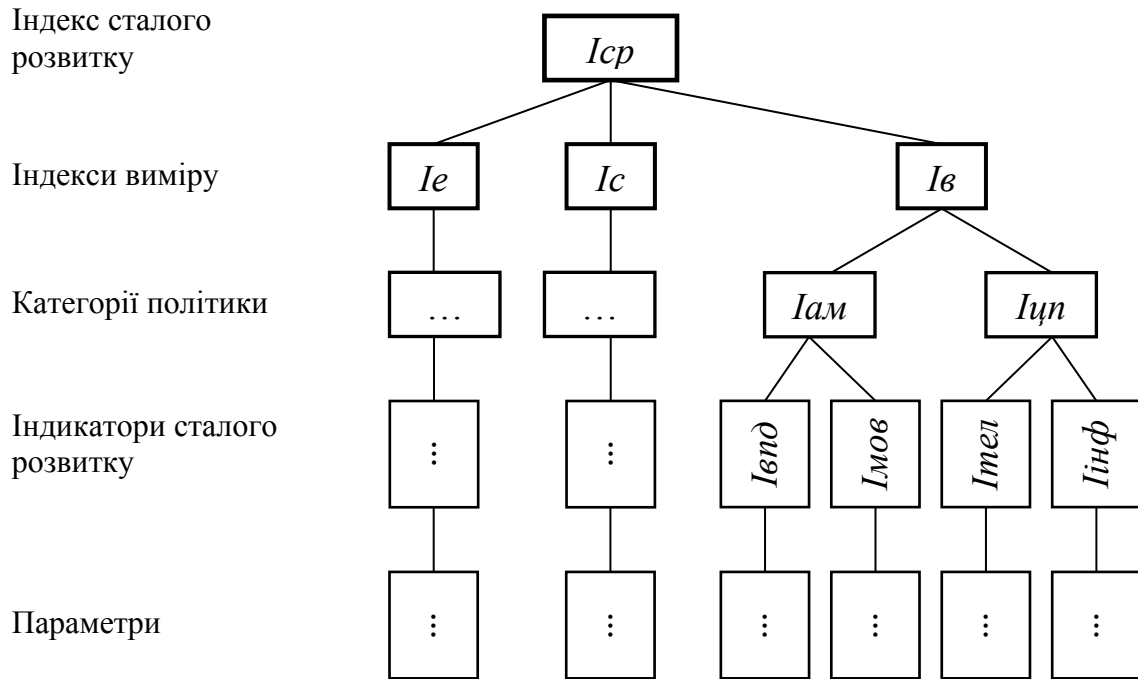 Індекс сталого
розвитку
Іср
Індекси виміру
Іе
Іс
Ів
Категорії політики
…
…
Іам
Іцп
Індикатори сталого
розвитку
…
…
Івпд
Імов
Ітел
Іінф
Параметри
…
…
…
…
…
…